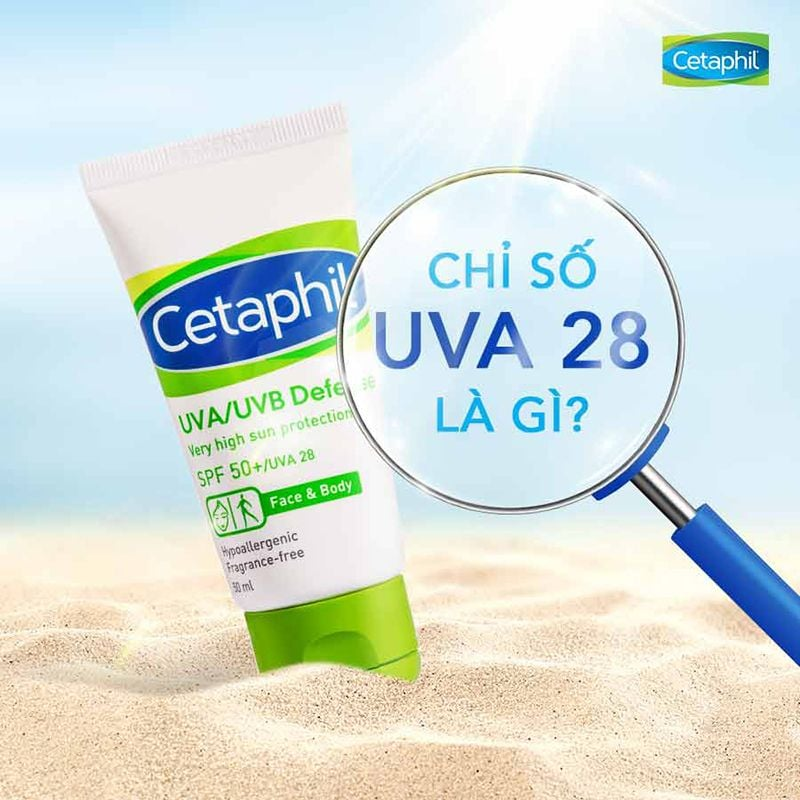 Cetaphil
Cetaphil
UVA/UVB Defense
Very high sun protection
SPF 50+/UVA 28
Face & Body
Hypoallergenic
Fragrance-free
50 ml
CHỈ SỐ
UVA 28
LÀ GÌ?